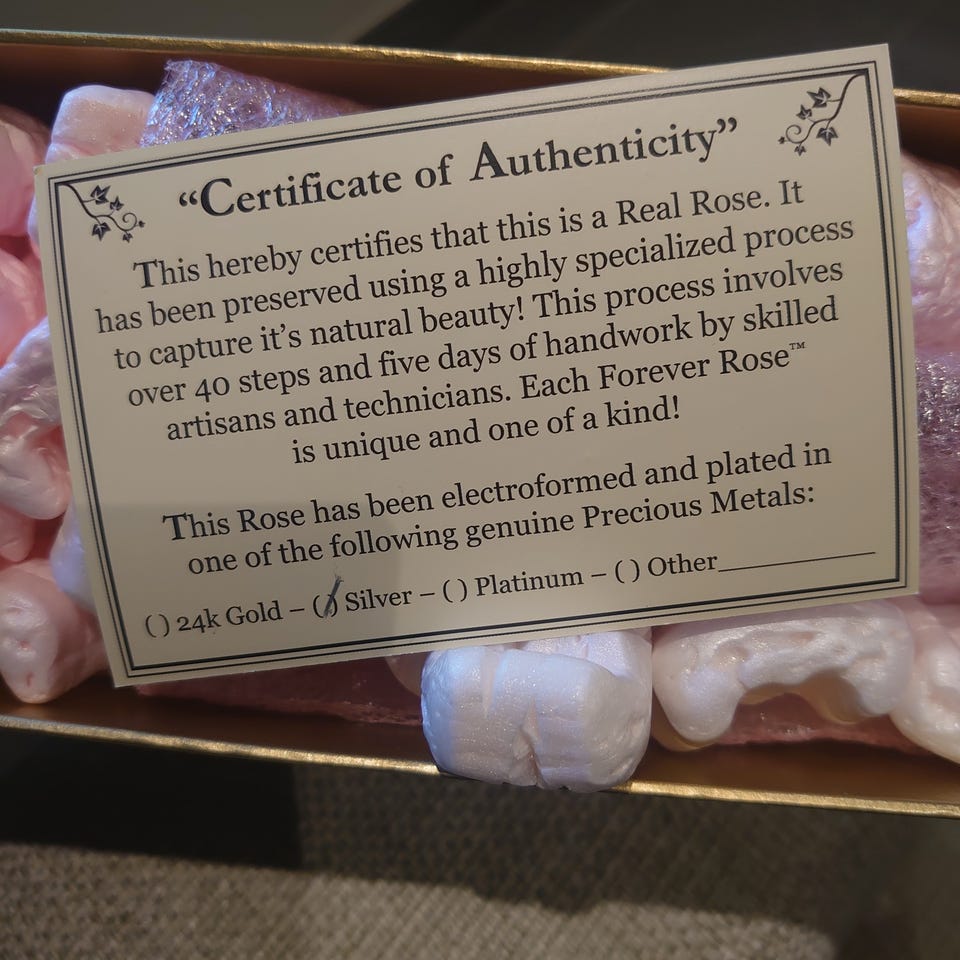 “Certificate of Authenticity”
This hereby certifies that this is a Real Rose. It
has been preserved using a highly specialized process
to capture it’s natural beauty! This process involves
over 40 steps and five days of handwork by skilled
artisans and technicians. Each Forever Rose™
is unique and one of a kind!
This Rose has been electroformed and plated in
one of the following genuine Precious Metals:
( ) 24k Gold – (/) Silver – ( ) Platinum – ( ) Other____________